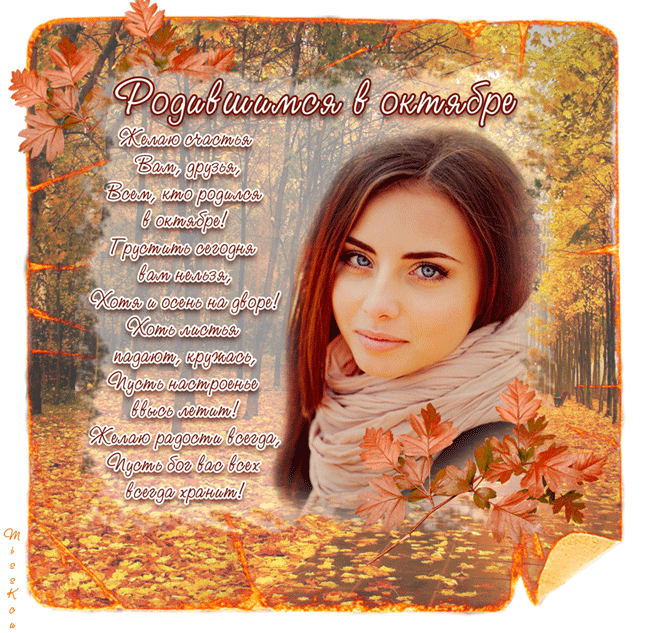 Родившимся в октябре
Желаю счастья
Вам, друзья,
Всем, кто родился
в октябре!
Грустить сегодня
вам нельзя,
Хотя и осень на дворе!
Хоть листья
падают, кружась,
Пусть настроенье
ввысь летит!
Желаю радости всегда,
Пусть бог вас всех
всегда хранит!